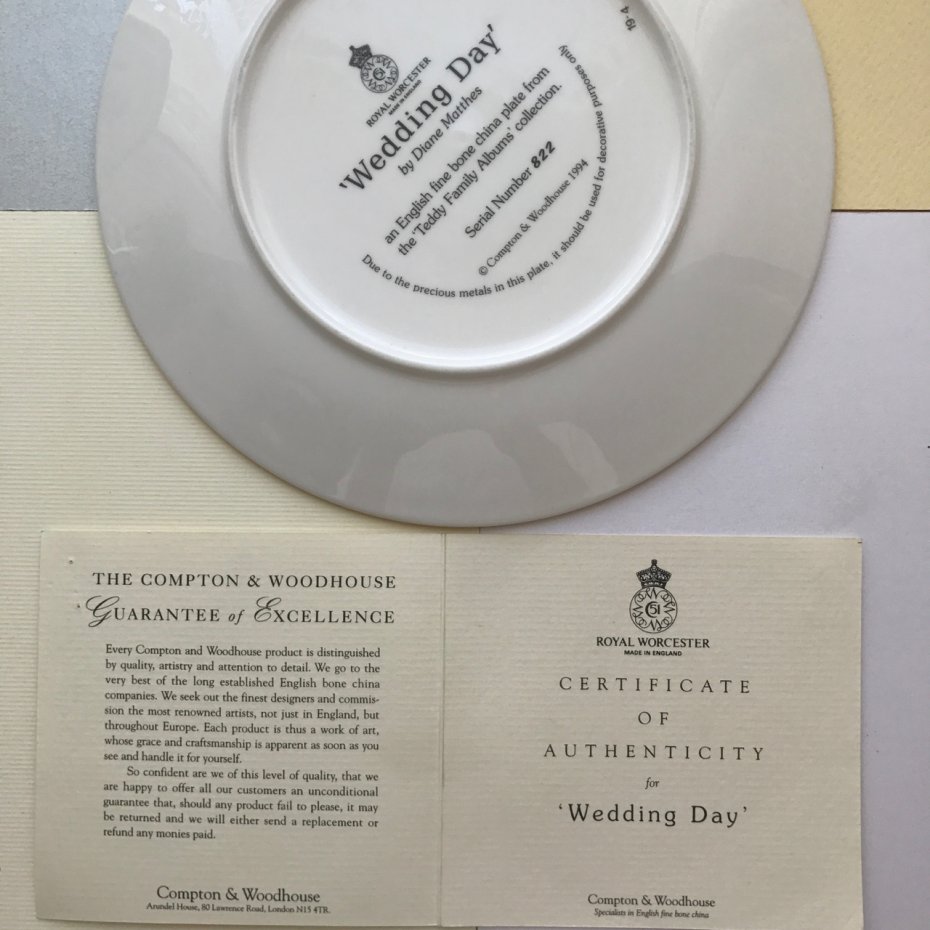 19·4
51
ROYAL WORCESTER
MADE IN ENGLAND
'Wedding Day'
by Diane Matthes
an English fine bone china plate from
the 'Teddy Family Albums' collection.
Serial Number 822
© Compton & Woodhouse 1994
Due to the precious metals in this plate, it should be used for decorative purposes only
THE COMPTON & WOODHOUSE
GUARANTEE of EXCELLENCE
Every Compton and Woodhouse product is distinguished
by quality, artistry and attention to detail. We go to the
very best of the long established English bone china
companies. We seek out the finest designers and commis-
sion the most renowned artists, not just in England, but
throughout Europe. Each product is thus a work of art,
whose grace and craftsmanship is apparent as soon as you
see and handle it for yourself.
So confident are we of this level of quality, that we
are happy to offer all our customers an unconditional
guarantee that, should any product fail to please, it may
be returned and we will either send a replacement or
refund any monies paid.
Compton & Woodhouse
Arundel House, 80 Lawrence Road, London N15 4TR.
51
ROYAL WORCESTER
MADE IN ENGLAND
CERTIFICATE
OF
AUTHENTICITY
for
'Wedding Day'
Compton & Woodhouse
Specialists in English fine bone china